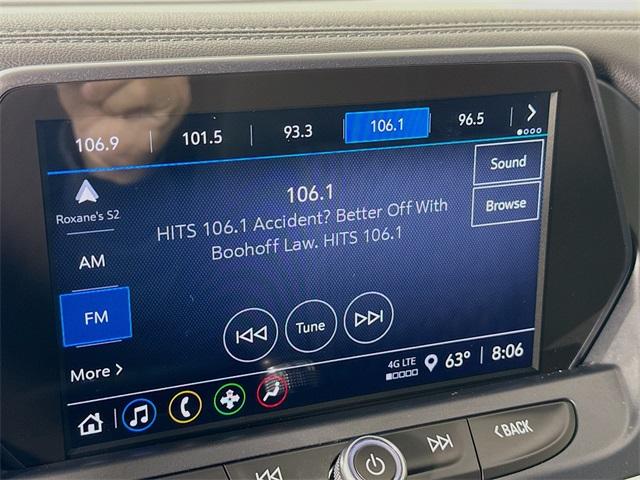 106.9 101.5 93.3 106.1 96.5
Roxane's S2
AM
FM
More
106.1
HITS 106.1 Accident? Better Off With
Boohoff Law. HITS 106.1
Sound
Browse
Tune
4G LTE
63° 8:06
BACK